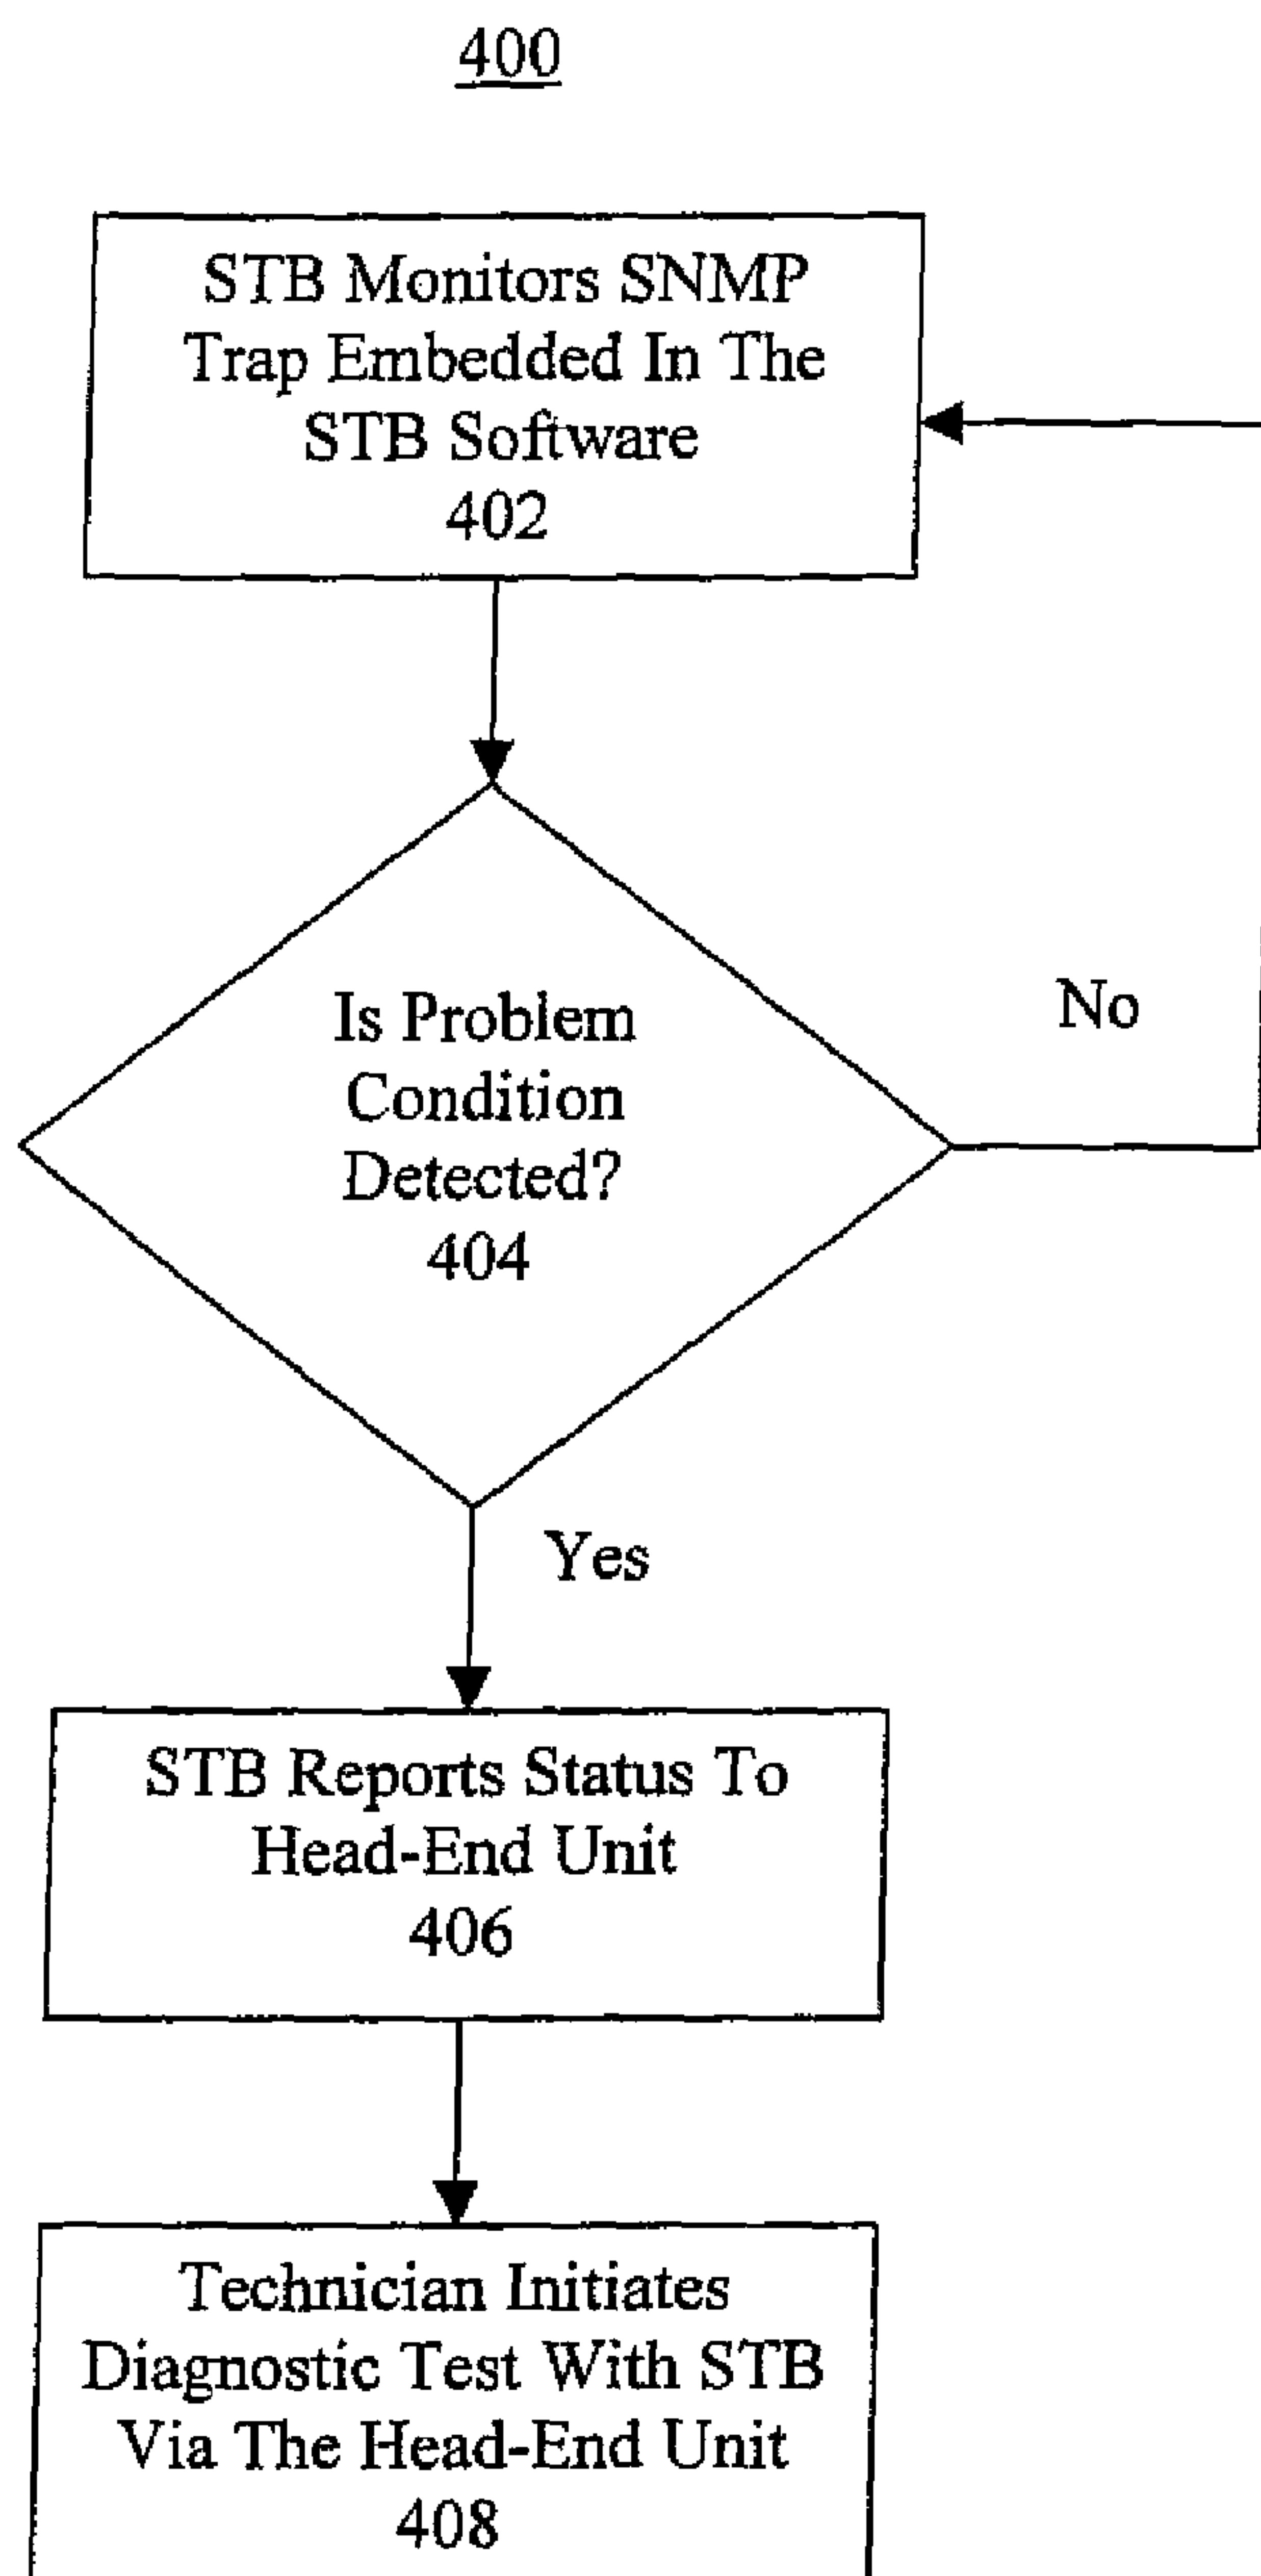 400
STB Monitors SNMP
Trap Embedded In The
STB Software
402
Is Problem
Condition
Detected?
404
No
Yes
STB Reports Status To
Head-End Unit
406
Technician Initiates
Diagnostic Test With STB
Via The Head-End Unit
408